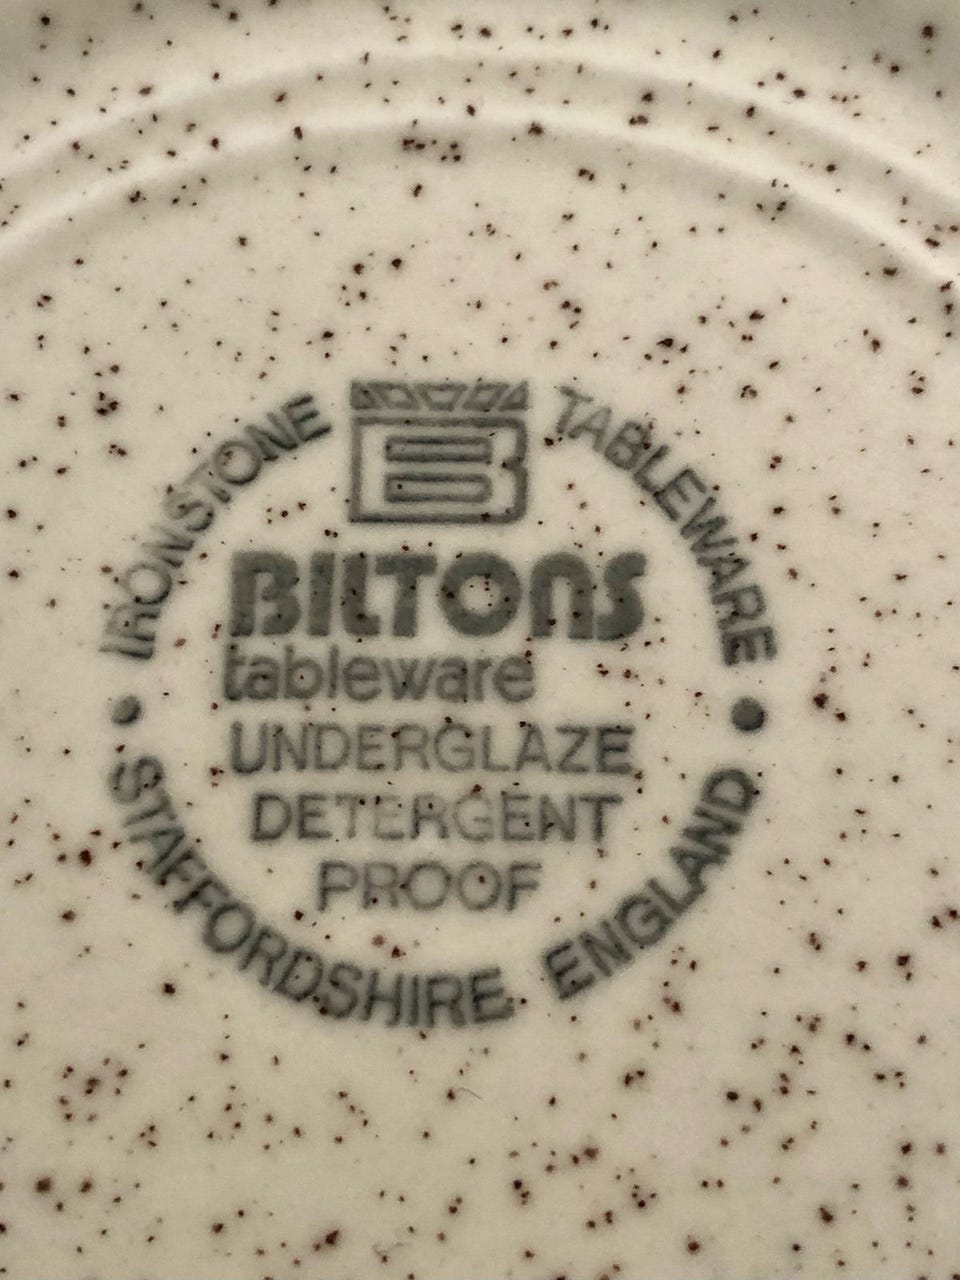 IRONSTONE TABLEWARE
B
BILTONS
tableware
UNDERGLAZE
DETERGENT
PROOF
• STAFFORDSHIRE ENGLAND •